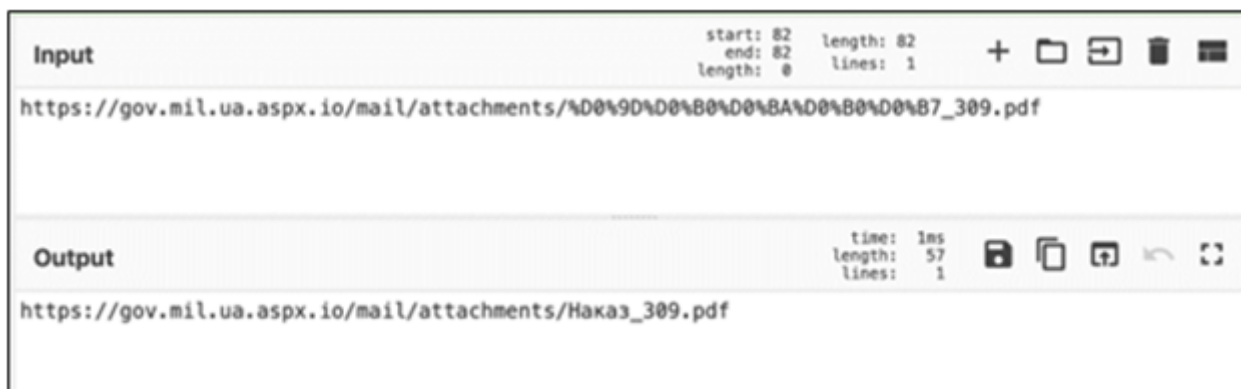 Input
start: 82
end: 82
length: 0
length: 82
lines: 1
https://gov.mil.ua.aspx.io/mail/attachments/%D0%9D%D0%B0%D0%BA%D0%B0%D0%B7_309.pdf
Output
time: 1ms
length: 57
lines: 1
https://gov.mil.ua.aspx.io/mail/attachments/Наказ_309.pdf